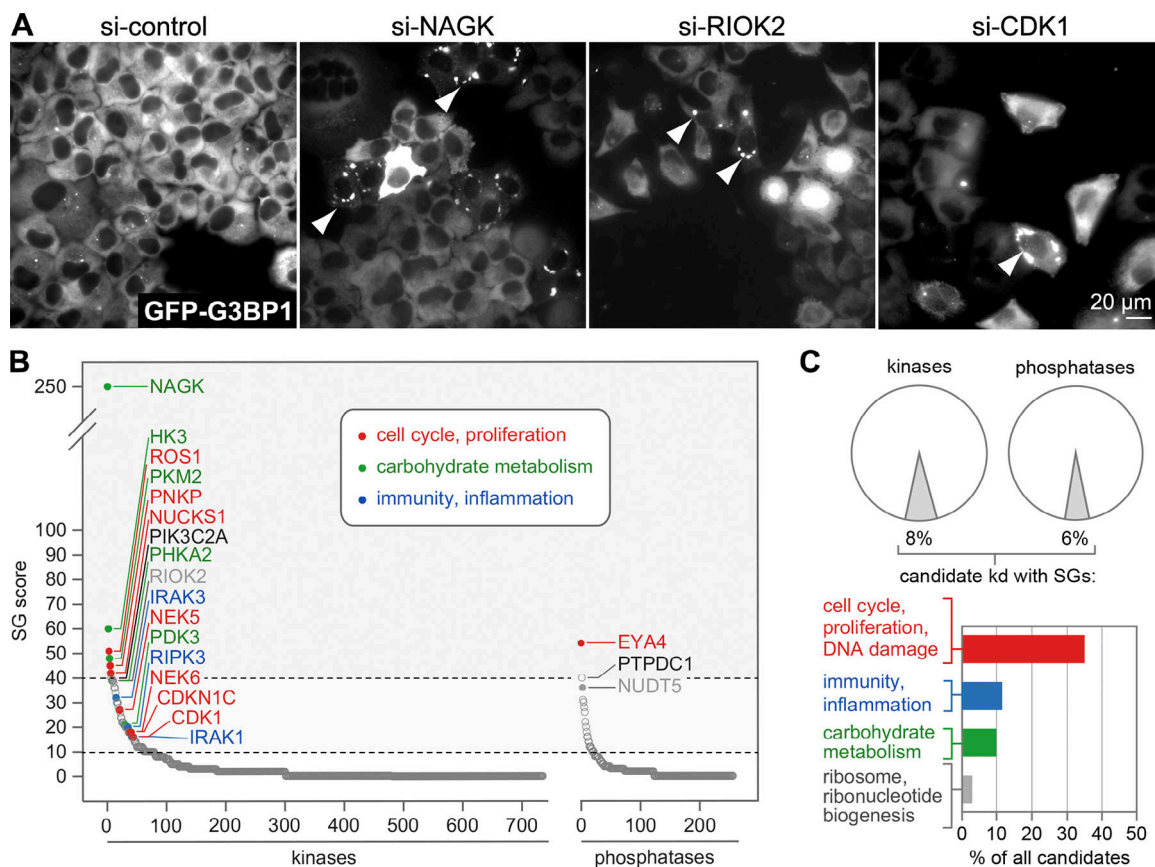 A
si-control
si-NAGK
si-RIOK2
si-CDK1
GFP-G3BP1
20 µm
B
250
100
90
80
70
60
50
40
30
20
10
0
SG score
NAGK
HK3
ROS1
PKM2
PNKP
NUCKS1
PIK3C2A
PHKA2
RIOK2
IRAK3
NEK5
PDK3
RIPK3
NEK6
CDKN1C
CDK1
IRAK1
cell cycle, proliferation
carbohydrate metabolism
immunity, inflammation
EYA4
PTPDC1
NUDT5
0 100 200 300 400 500 600 700
kinases
0 100 200
phosphatases
C
kinases
phosphatases
8%
6%
candidate kd with SGs:
cell cycle,
proliferation,
DNA damage
immunity,
inflammation
carbohydrate
metabolism
ribosome,
ribonucleotide
biogenesis
0 10 20 30 40 50
% of all candidates